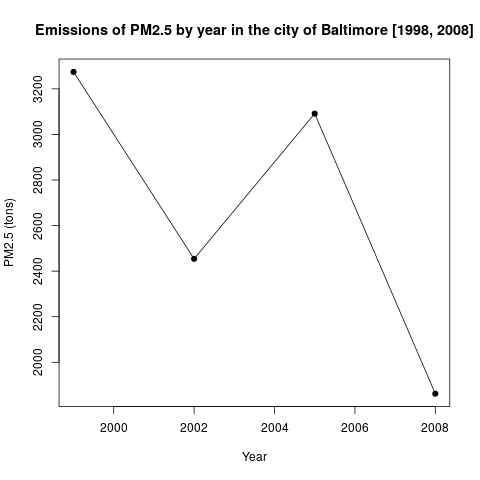 Emissions of PM2.5 by year in the city of Baltimore [1998, 2008]
PM2.5 (tons)
3200
3000
2800
2600
2400
2200
2000
2000 2002 2004 2006 2008
Year